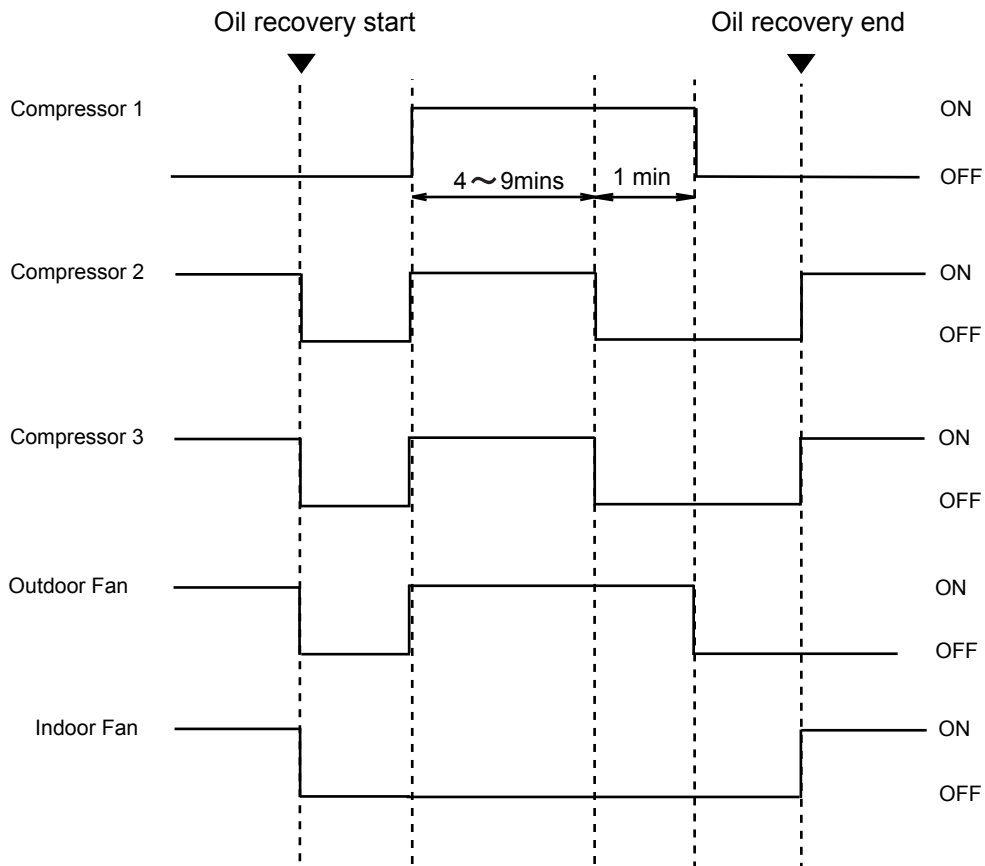 Oil recovery start
Oil recovery end
Compressor 1
ON
OFF
4～9mins
1 min
Compressor 2
ON
OFF
Compressor 3
ON
OFF
Outdoor Fan
ON
OFF
Indoor Fan
ON
OFF